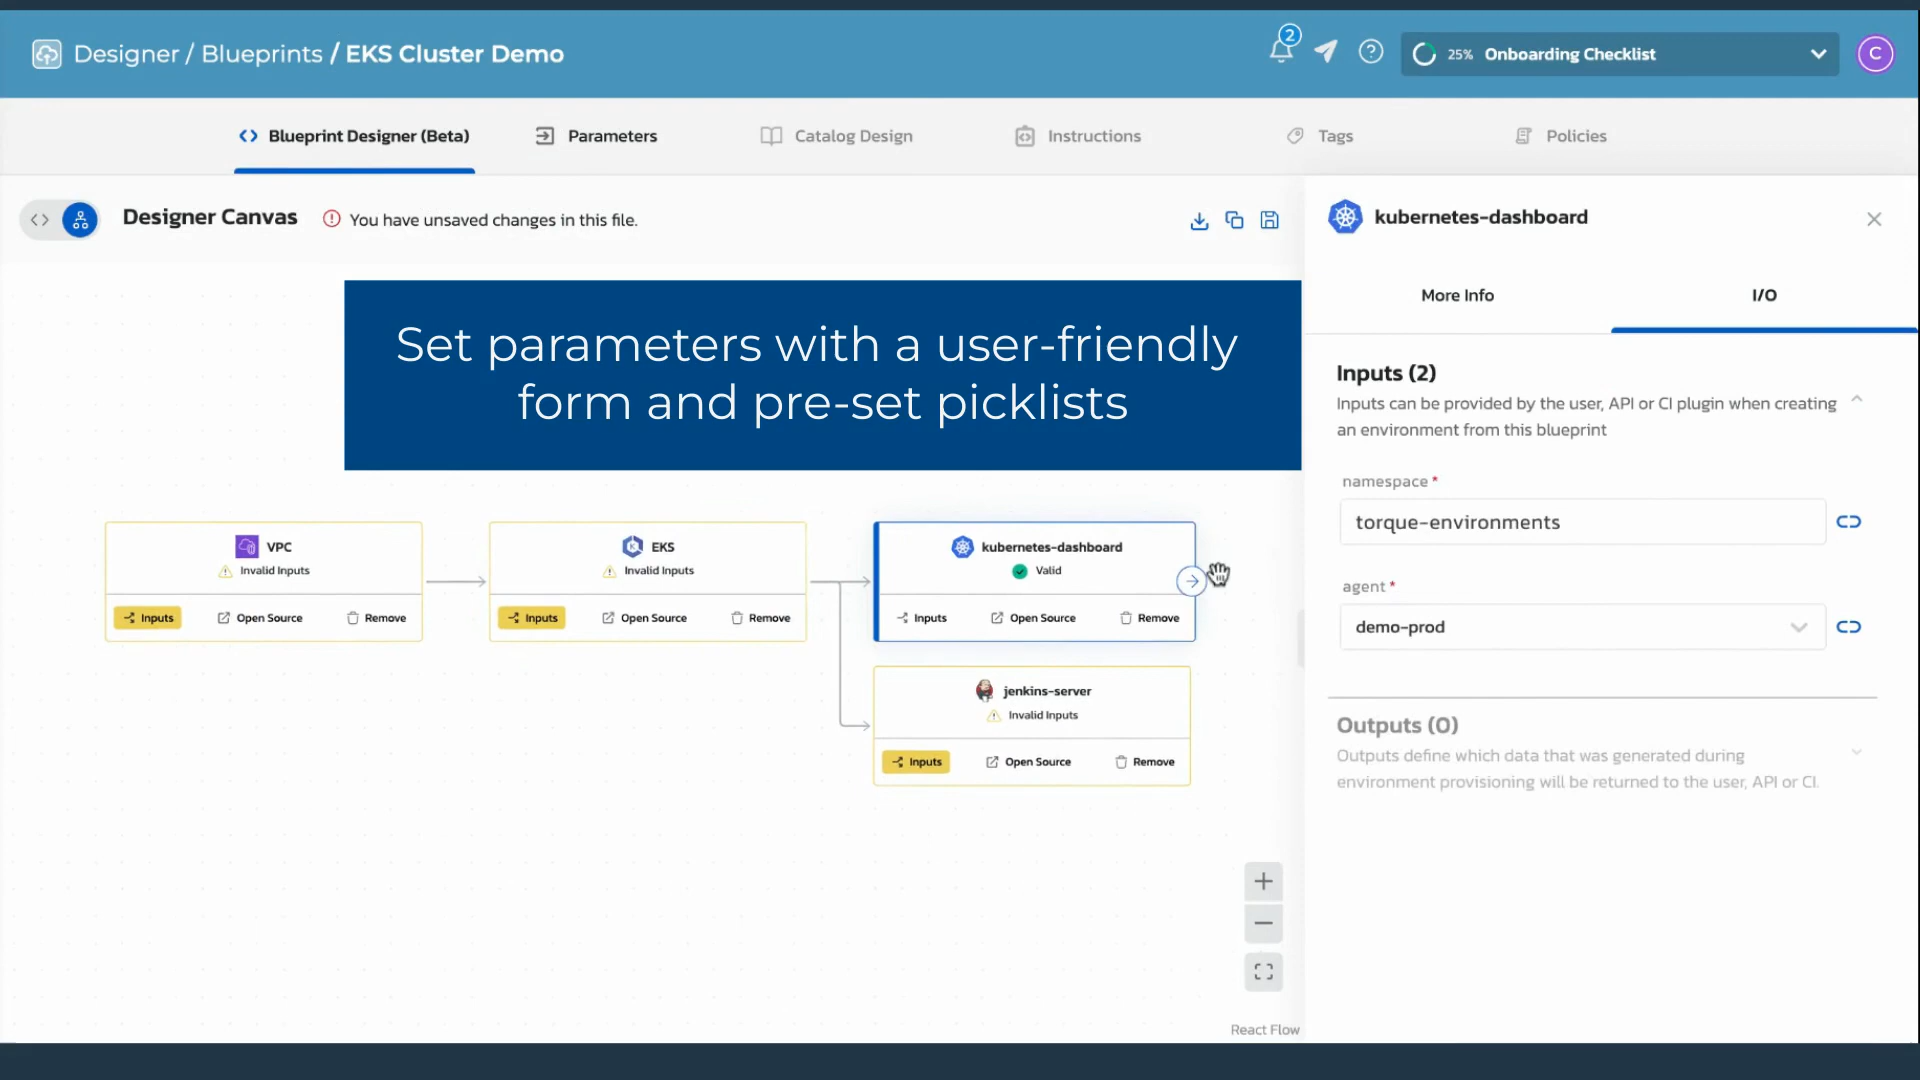 Designer / Blueprints / EKS Cluster Demo
2
25% Onboarding Checklist
C
Blueprint Designer (Beta)
Parameters
Catalog Design
Instructions
Tags
Policies
Designer Canvas
You have unsaved changes in this file.
Set parameters with a user-friendly
form and pre-set picklists
VPC
Invalid Inputs
Inputs Open Source Remove
EKS
Invalid Inputs
Inputs Open Source Remove
kubernetes-dashboard
Valid
Inputs Open Source Remove
jenkins-server
Invalid Inputs
Inputs Open Source Remove
React Flow
kubernetes-dashboard
More Info
I/O
Inputs (2)
Inputs can be provided by the user, API or CI plugin when creating
an environment from this blueprint
namespace *
torque-environments
agent *
demo-prod
Outputs (0)
Outputs define which data that was generated during
environment provisioning will be returned to the user, API or CI.